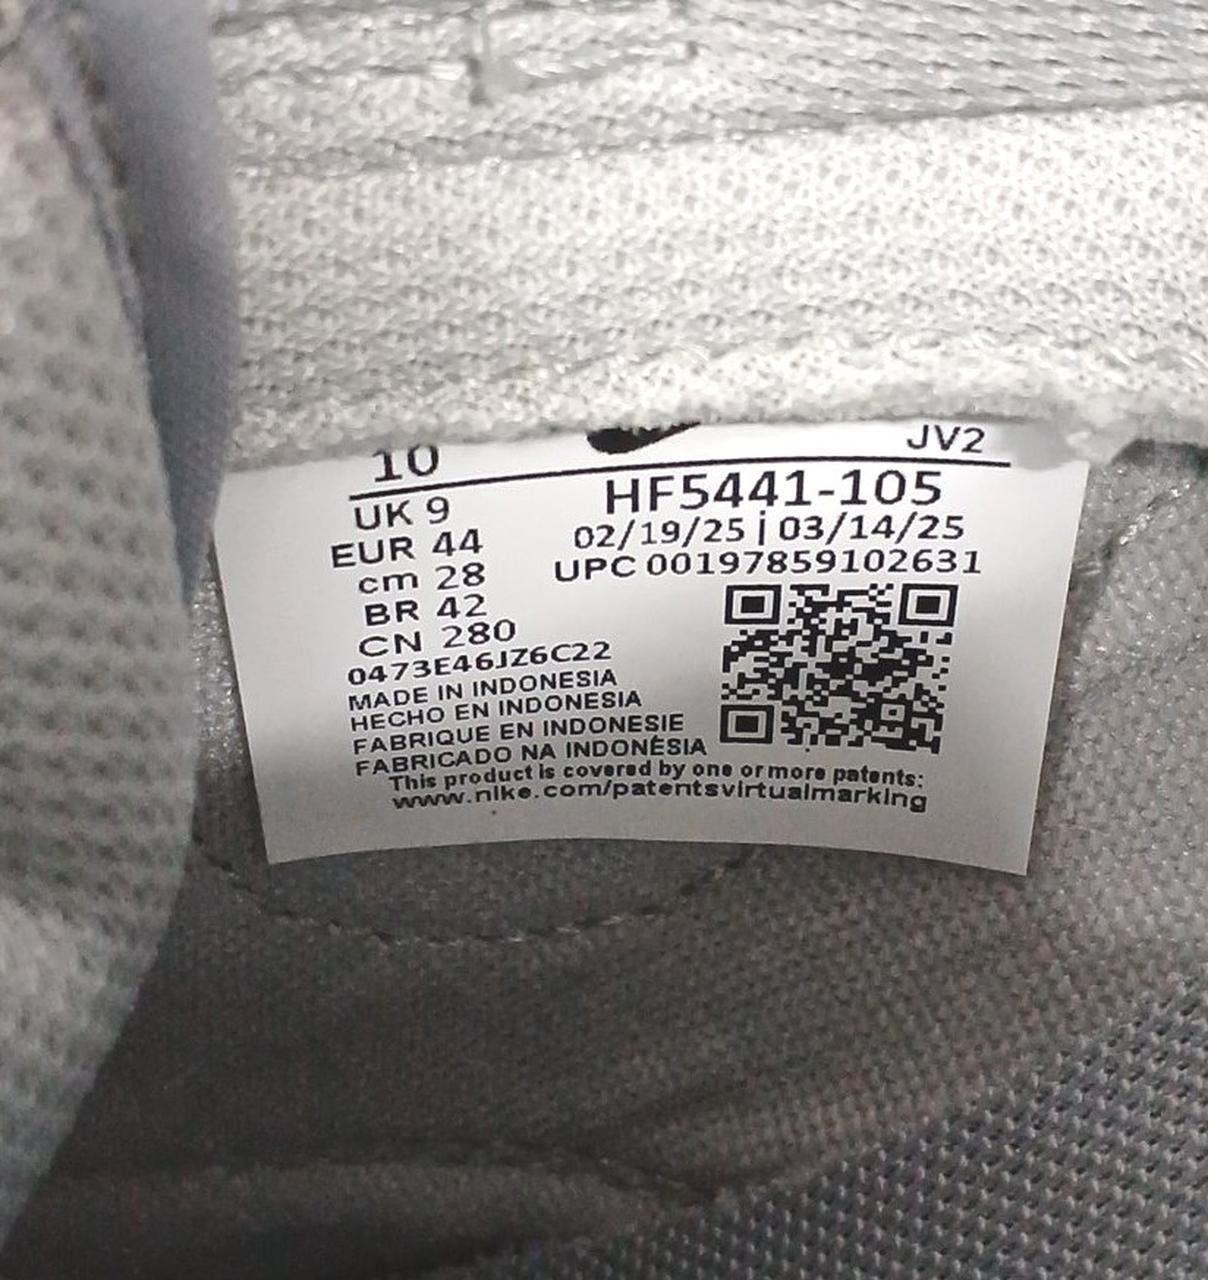 10
JV2
UK 9
EUR 44
cm 28
BR 42
CN 280
HF5441-105
02/19/25 | 03/14/25
UPC 00197859102631
0473E46JZ6C22
MADE IN INDONESIA
HECHO EN INDONESIA
FABRIQUE EN INDONESIE
FABRICADO NA INDONÉSIA
This product is covered by one or more patents:
www.nike.com/patentsvirtualmarking